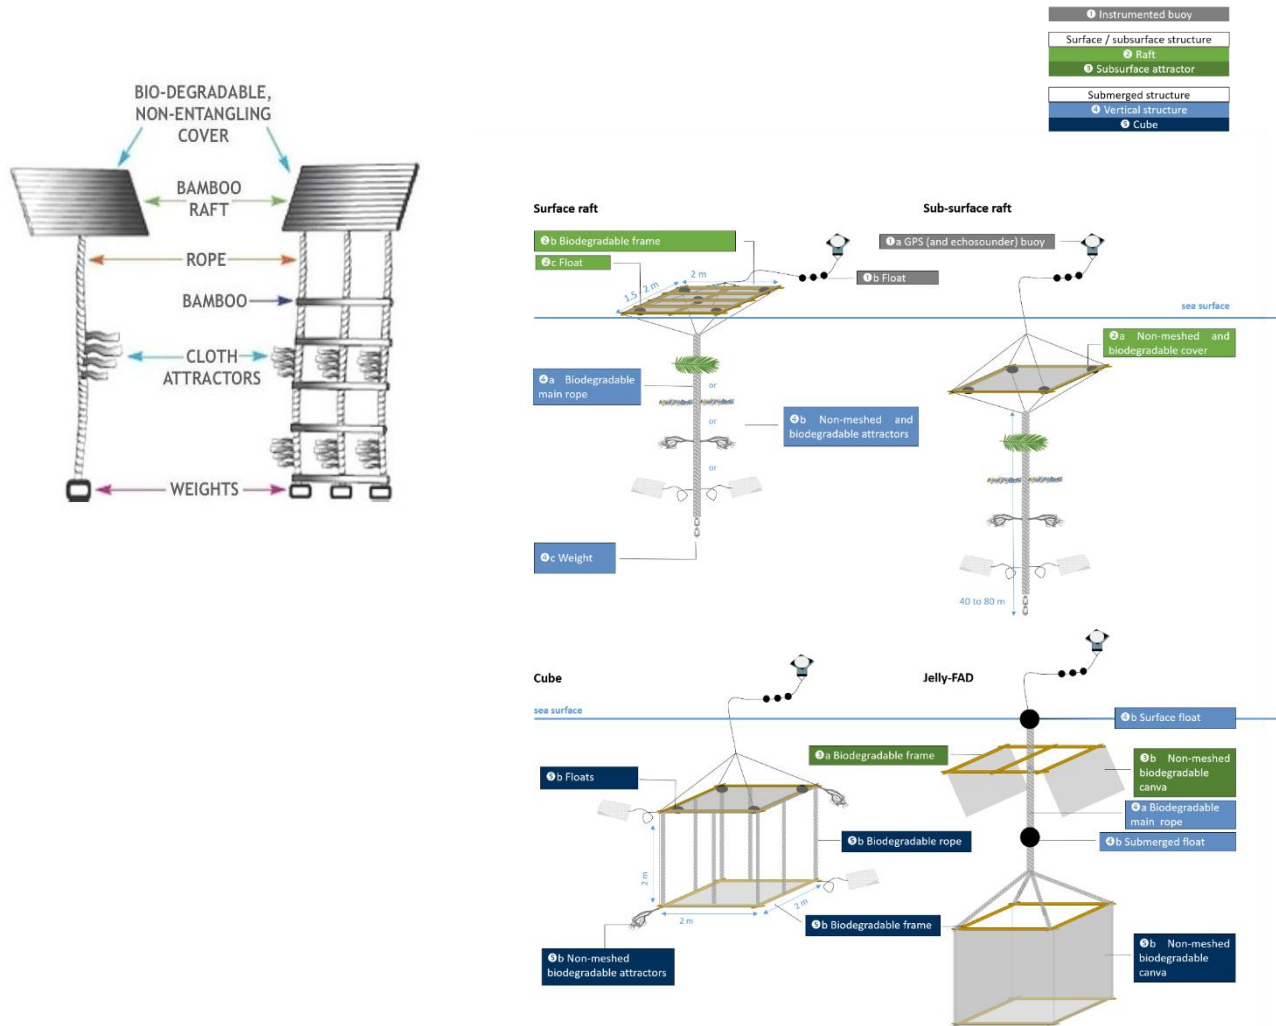 ❶ Instrumented buoy
Surface / subsurface structure
❷ Raft
❸ Subsurface attractor
Submerged structure
❹ Vertical structure
❺ Cube
BIO-DEGRADABLE,
NON-ENTANGLING
COVER
BAMBOO
RAFT
ROPE
BAMBOO
CLOTH
ATTRACTORS
WEIGHTS
Surface raft
❷b Biodegradable frame
❷c Float
2 m
1.5 - 2 m
❶b Float
❹a Biodegradable
main rope
or
or
or
❹b Non-meshed and
biodegradable attractors
❹c Weight
Sub-surface raft
❶a GPS (and echosounder) buoy
sea surface
❷a Non-meshed and
biodegradable cover
40 to 80 m
Cube
sea surface
❺b Floats
❺b Biodegradable rope
2 m
2 m
2 m
❺b Biodegradable frame
❺b Non-meshed
biodegradable attractors
Jelly-FAD
❹b Surface float
❸a Biodegradable frame
❸b Non-meshed
biodegradable
canva
❹a Biodegradable
main rope
❹b Submerged float
❺b Non-meshed
biodegradable
canva